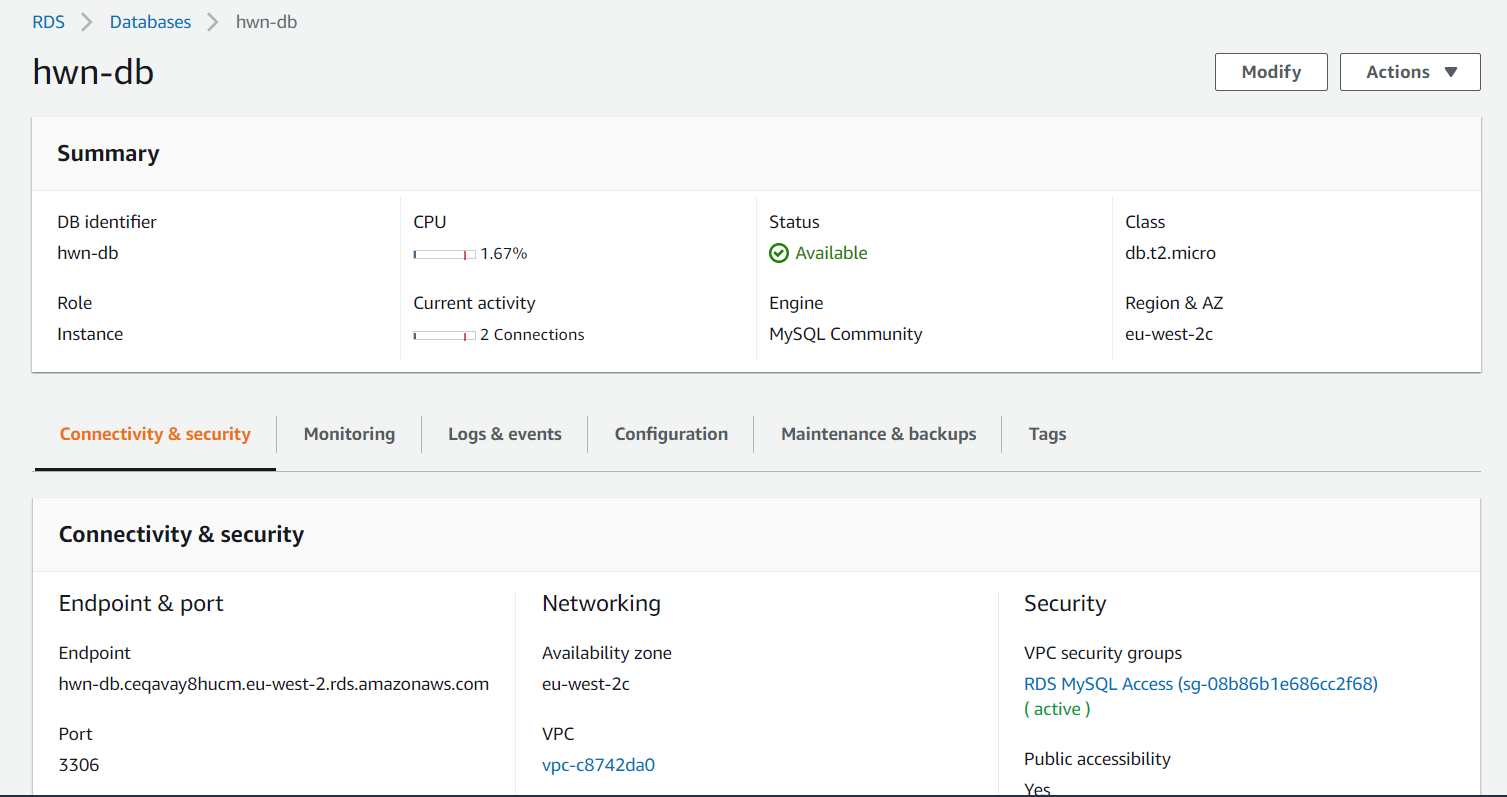 RDS > Databases > hwn-db
hwn-db
Modify
Actions
Summary
DB identifier
hwn-db
CPU
1.67%
Status
Available
Class
db.t2.micro
Role
Instance
Current activity
2 Connections
Engine
MySQL Community
Region & AZ
eu-west-2c
Connectivity & security
Monitoring
Logs & events
Configuration
Maintenance & backups
Tags
Connectivity & security
Endpoint & port
Endpoint
hwn-db.ceqavay8hucm.eu-west-2.rds.amazonaws.com
Port
3306
Networking
Availability zone
eu-west-2c
VPC
vpc-c8742da0
Security
VPC security groups
RDS MySQL Access (sg-08b86b1e686cc2f68)
( active )
Public accessibility
Yes